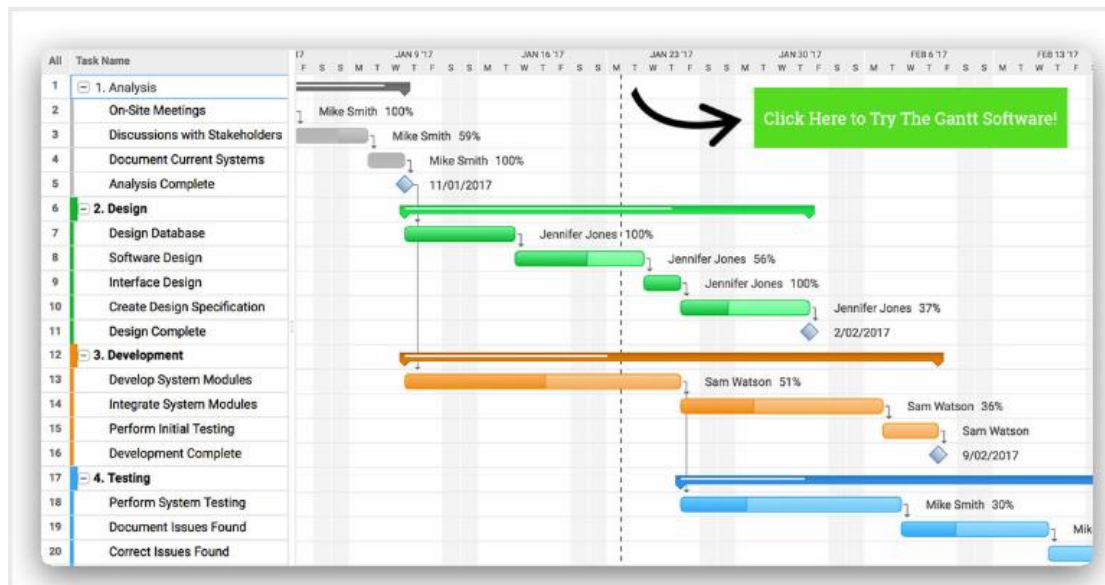 All Task Name 17 JAN 9 '17 JAN 16 '17 JAN 23 '17 JAN 30 '17 FEB 6 '17 FEB 13 '17
F S S M T W T F S S M T W T F S S M T W T F S S M T W T F S S M T W T F S S M T W T F
1 1. Analysis
2 On-Site Meetings Mike Smith 100%
Click Here to Try The Gantt Software!
3 Discussions with Stakeholders Mike Smith 59%
4 Document Current Systems Mike Smith 100%
5 Analysis Complete 11/01/2017
6 2. Design
7 Design Database Jennifer Jones 100%
8 Software Design Jennifer Jones 56%
9 Interface Design Jennifer Jones 100%
10 Create Design Specification Jennifer Jones 37%
11 Design Complete 2/02/2017
12 3. Development
13 Develop System Modules Sam Watson 51%
14 Integrate System Modules Sam Watson 36%
15 Perform Initial Testing Sam Watson
16 Development Complete 9/02/2017
17 4. Testing
18 Perform System Testing Mike Smith 30%
19 Document Issues Found Mik
20 Correct Issues Found